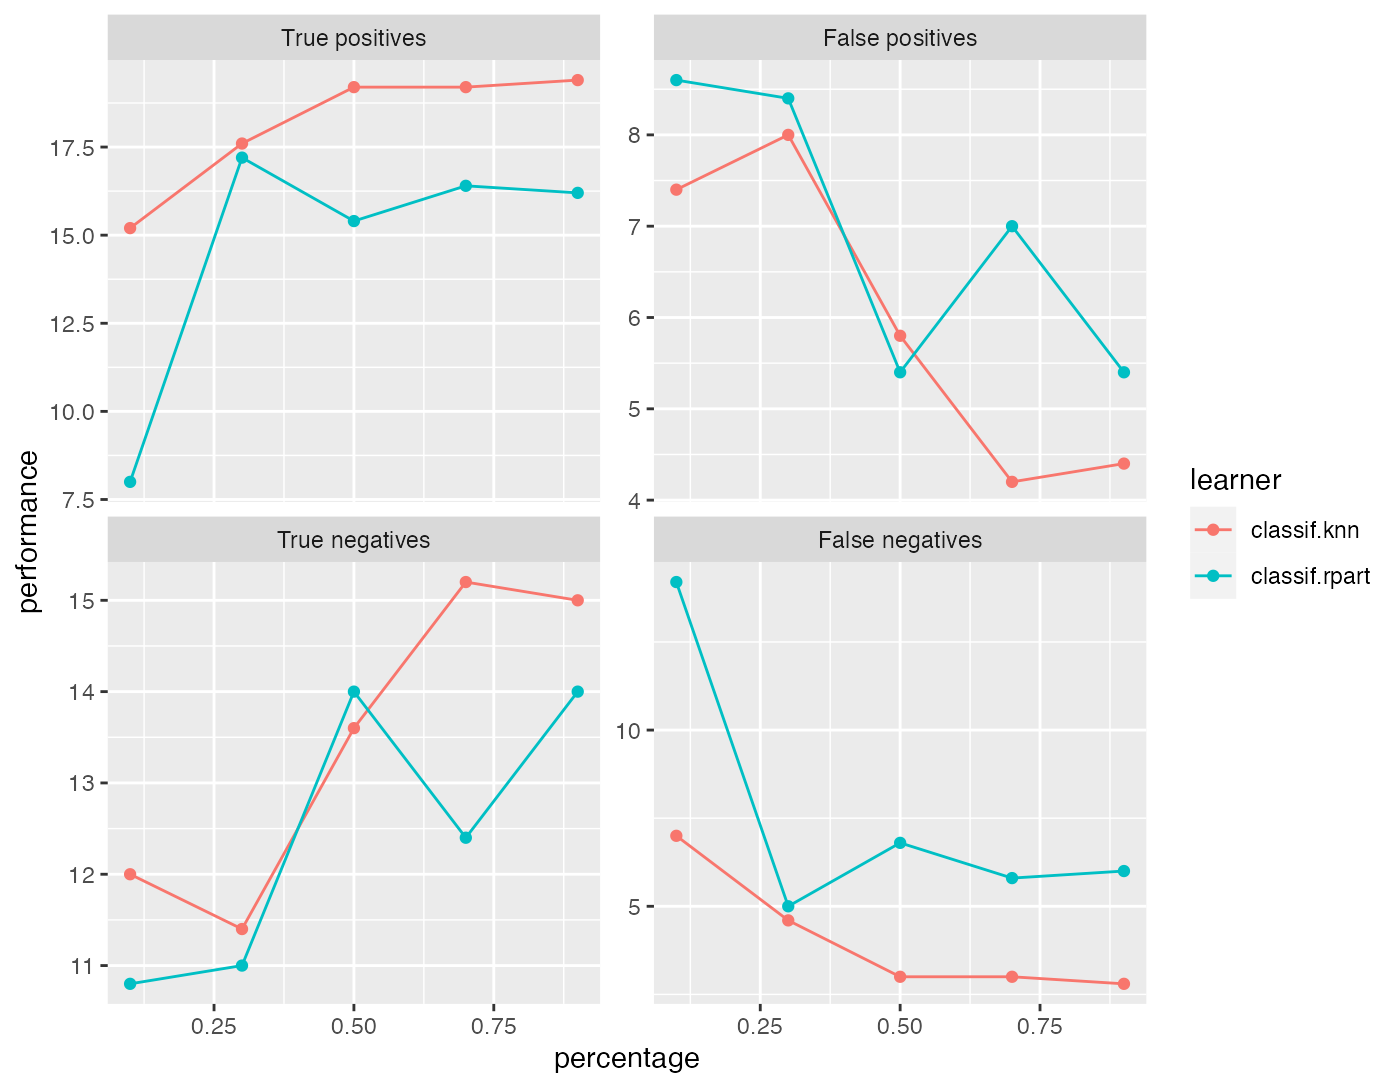 True positives
False positives
17.5
15.0
12.5
10.0
7.5
8
7
6
5
4
performance
True negatives
False negatives
15
14
13
12
11
10
5
0.25 0.50 0.75
0.25 0.50 0.75
percentage
learner
classif.knn
classif.rpart